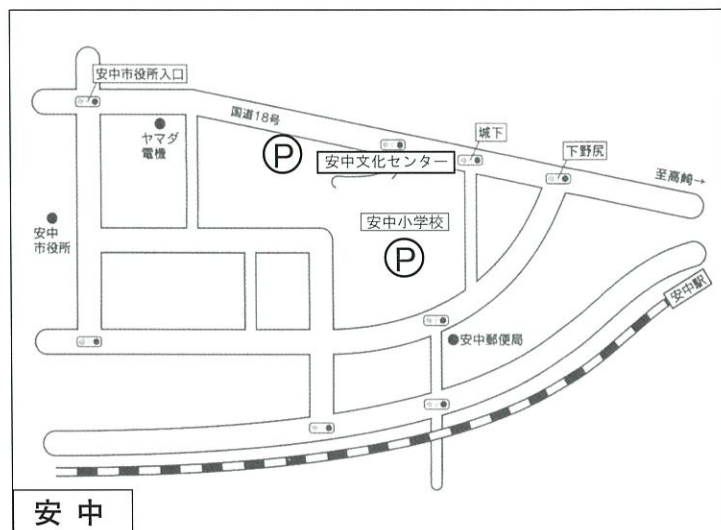 安中市役所入口
国道18号
ヤマダ
電機
P
安中文化センター
城下
下野尻
至高崎→
安中
市役所
安中小学校
P
安中駅
安中郵便局
安中